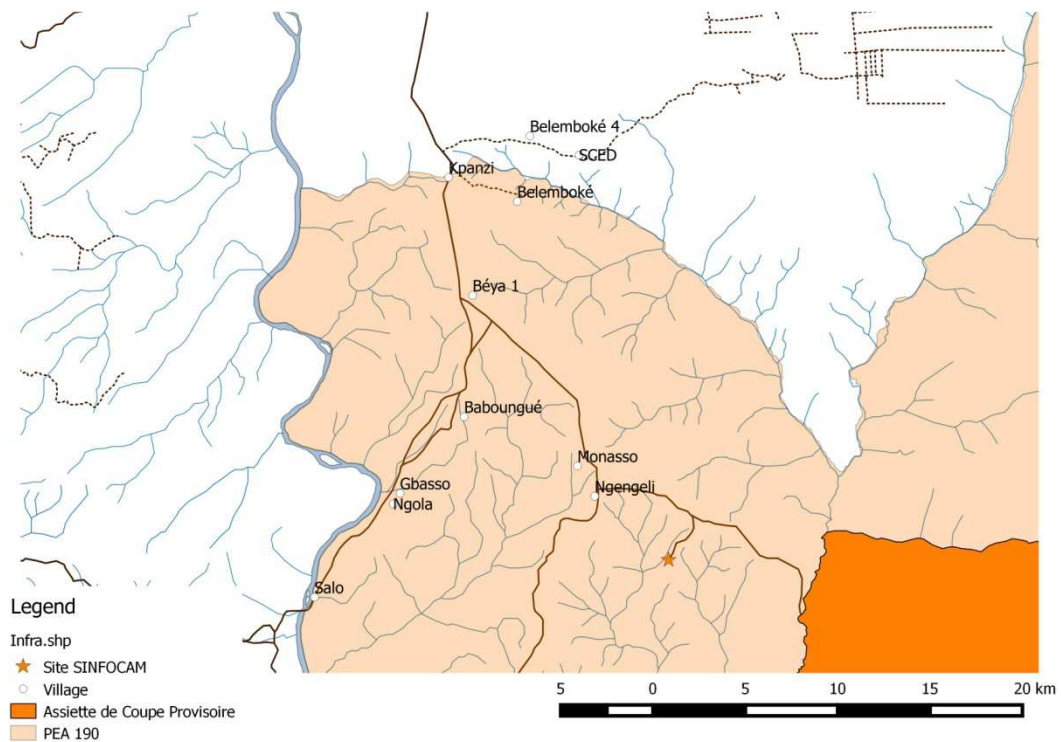 Belemboké 4
SCED
Kpanzi
Belemboké
Béya 1
Baboungué
Monasso
Gbasso
Ngengeli
Ngola
Salo
Legend
Infra.shp
Site SINFOCAM
Village
Assiette de Coupe Provisoire
PEA 190
5 0 5 10 15 20 km